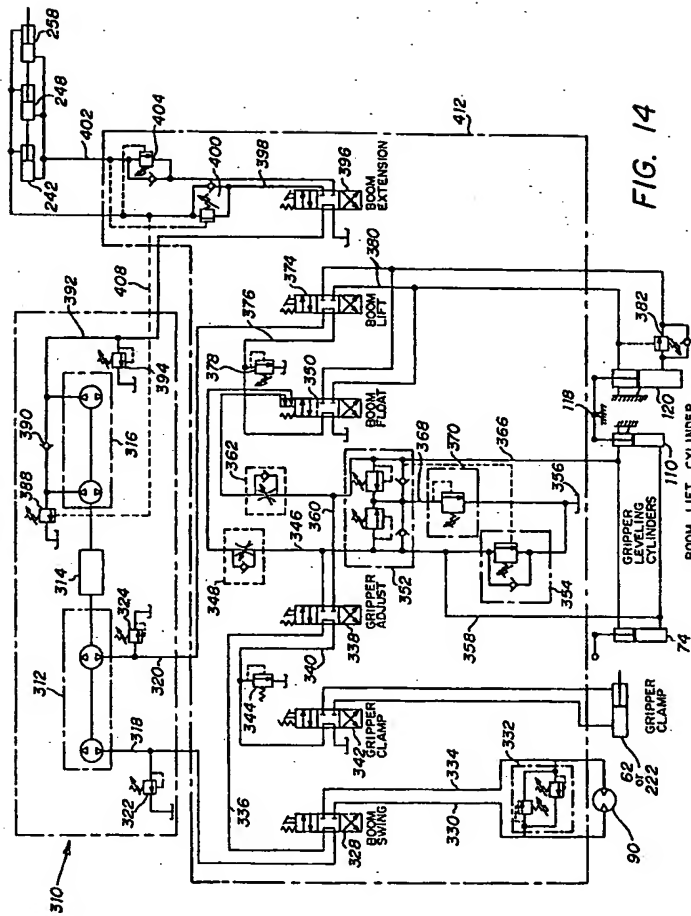 258
248
242
402
404
412
400
398
396
BOOM
EXTENSION
FIG. 14
408
392
390
388
394
316
314
324
312
320
318
322
310
374
380
376
BOOM
LIFT
378
350
BOOM
FLOAT
382
118
120
110
362
368
370
366
360
346
348
352
356
354
GRIPPER
ADJUST
338
340
358
344
GRIPPER
CLAMP
342
336
334
332
330
BOOM
SWING
328
GRIPPER
LEVELING
CYLINDERS
BOOM LIFT CYLINDER
74
GRIPPER
CLAMP
62
or
222
90